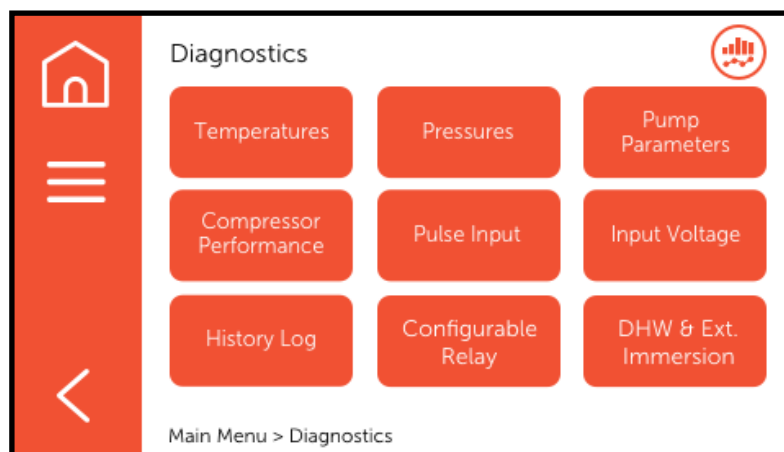 Diagnostics
Temperatures
Pressures
Pump
Parameters
Compressor
Performance
Pulse Input
Input Voltage
History Log
Configurable
Relay
DHW & Ext.
Immersion
Main Menu > Diagnostics